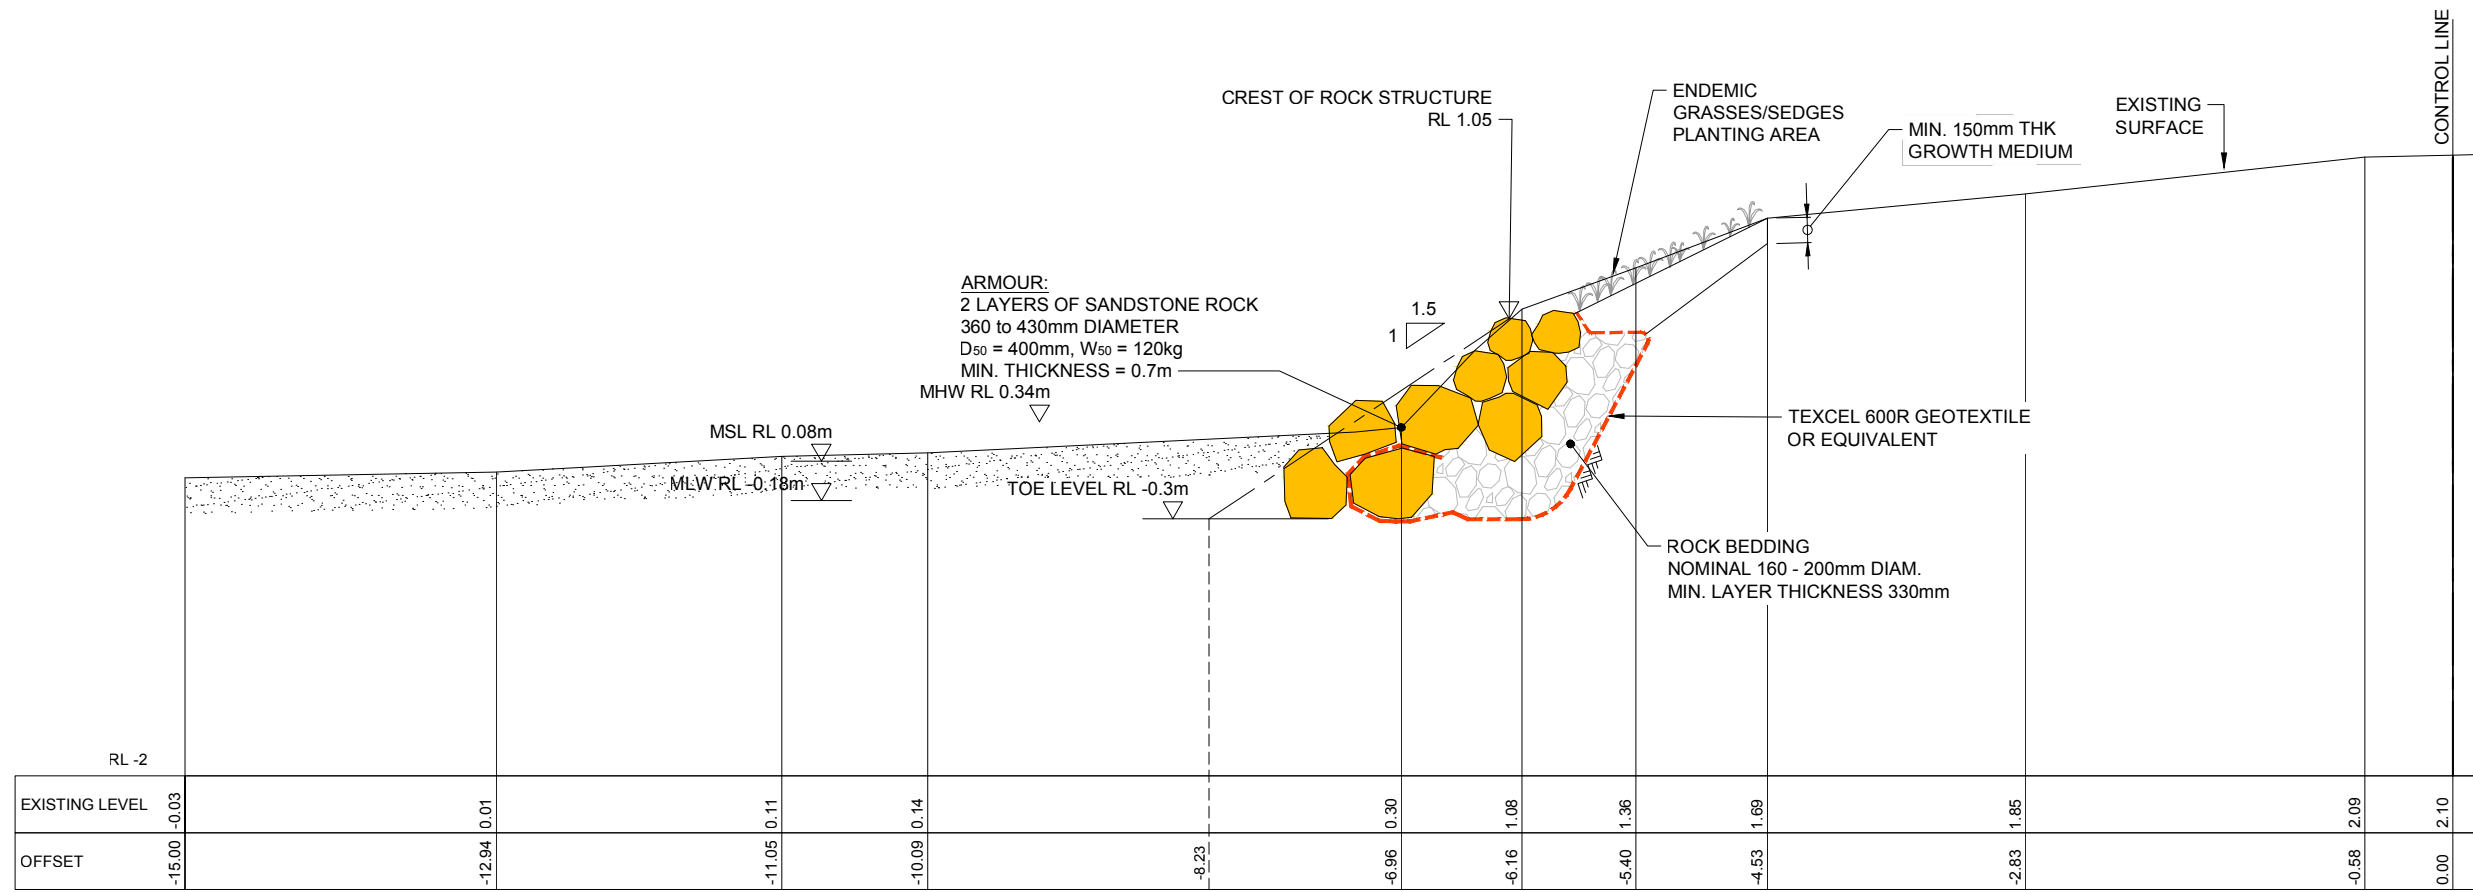 CONTROL LINE
CREST OF ROCK STRUCTURE
RL 1.05
ENDEMIC
GRASSES/SEDGES
PLANTING AREA
MIN. 150mm THK
GROWTH MEDIUM
EXISTING
SURFACE
ARMOUR:
2 LAYERS OF SANDSTONE ROCK
360 to 430mm DIAMETER
D50 = 400mm, W50 = 120kg
MIN. THICKNESS = 0.7m
MHW RL 0.34m
1.5
1
MSL RL 0.08m
MLW RL -0.18m
TOE LEVEL RL -0.3m
TEXCEL 600R GEOTEXTILE
OR EQUIVALENT
ROCK BEDDING
NOMINAL 160 - 200mm DIAM.
MIN. LAYER THICKNESS 330mm
RL -2
EXISTING LEVEL -0.03 0.01 0.11 0.14 0.30 1.08 1.36 1.69 1.85 2.09 2.10
OFFSET -15.00 -12.94 -11.05 -10.09 -8.23 -6.96 -6.16 -5.40 -4.53 -2.83 -0.58 0.00